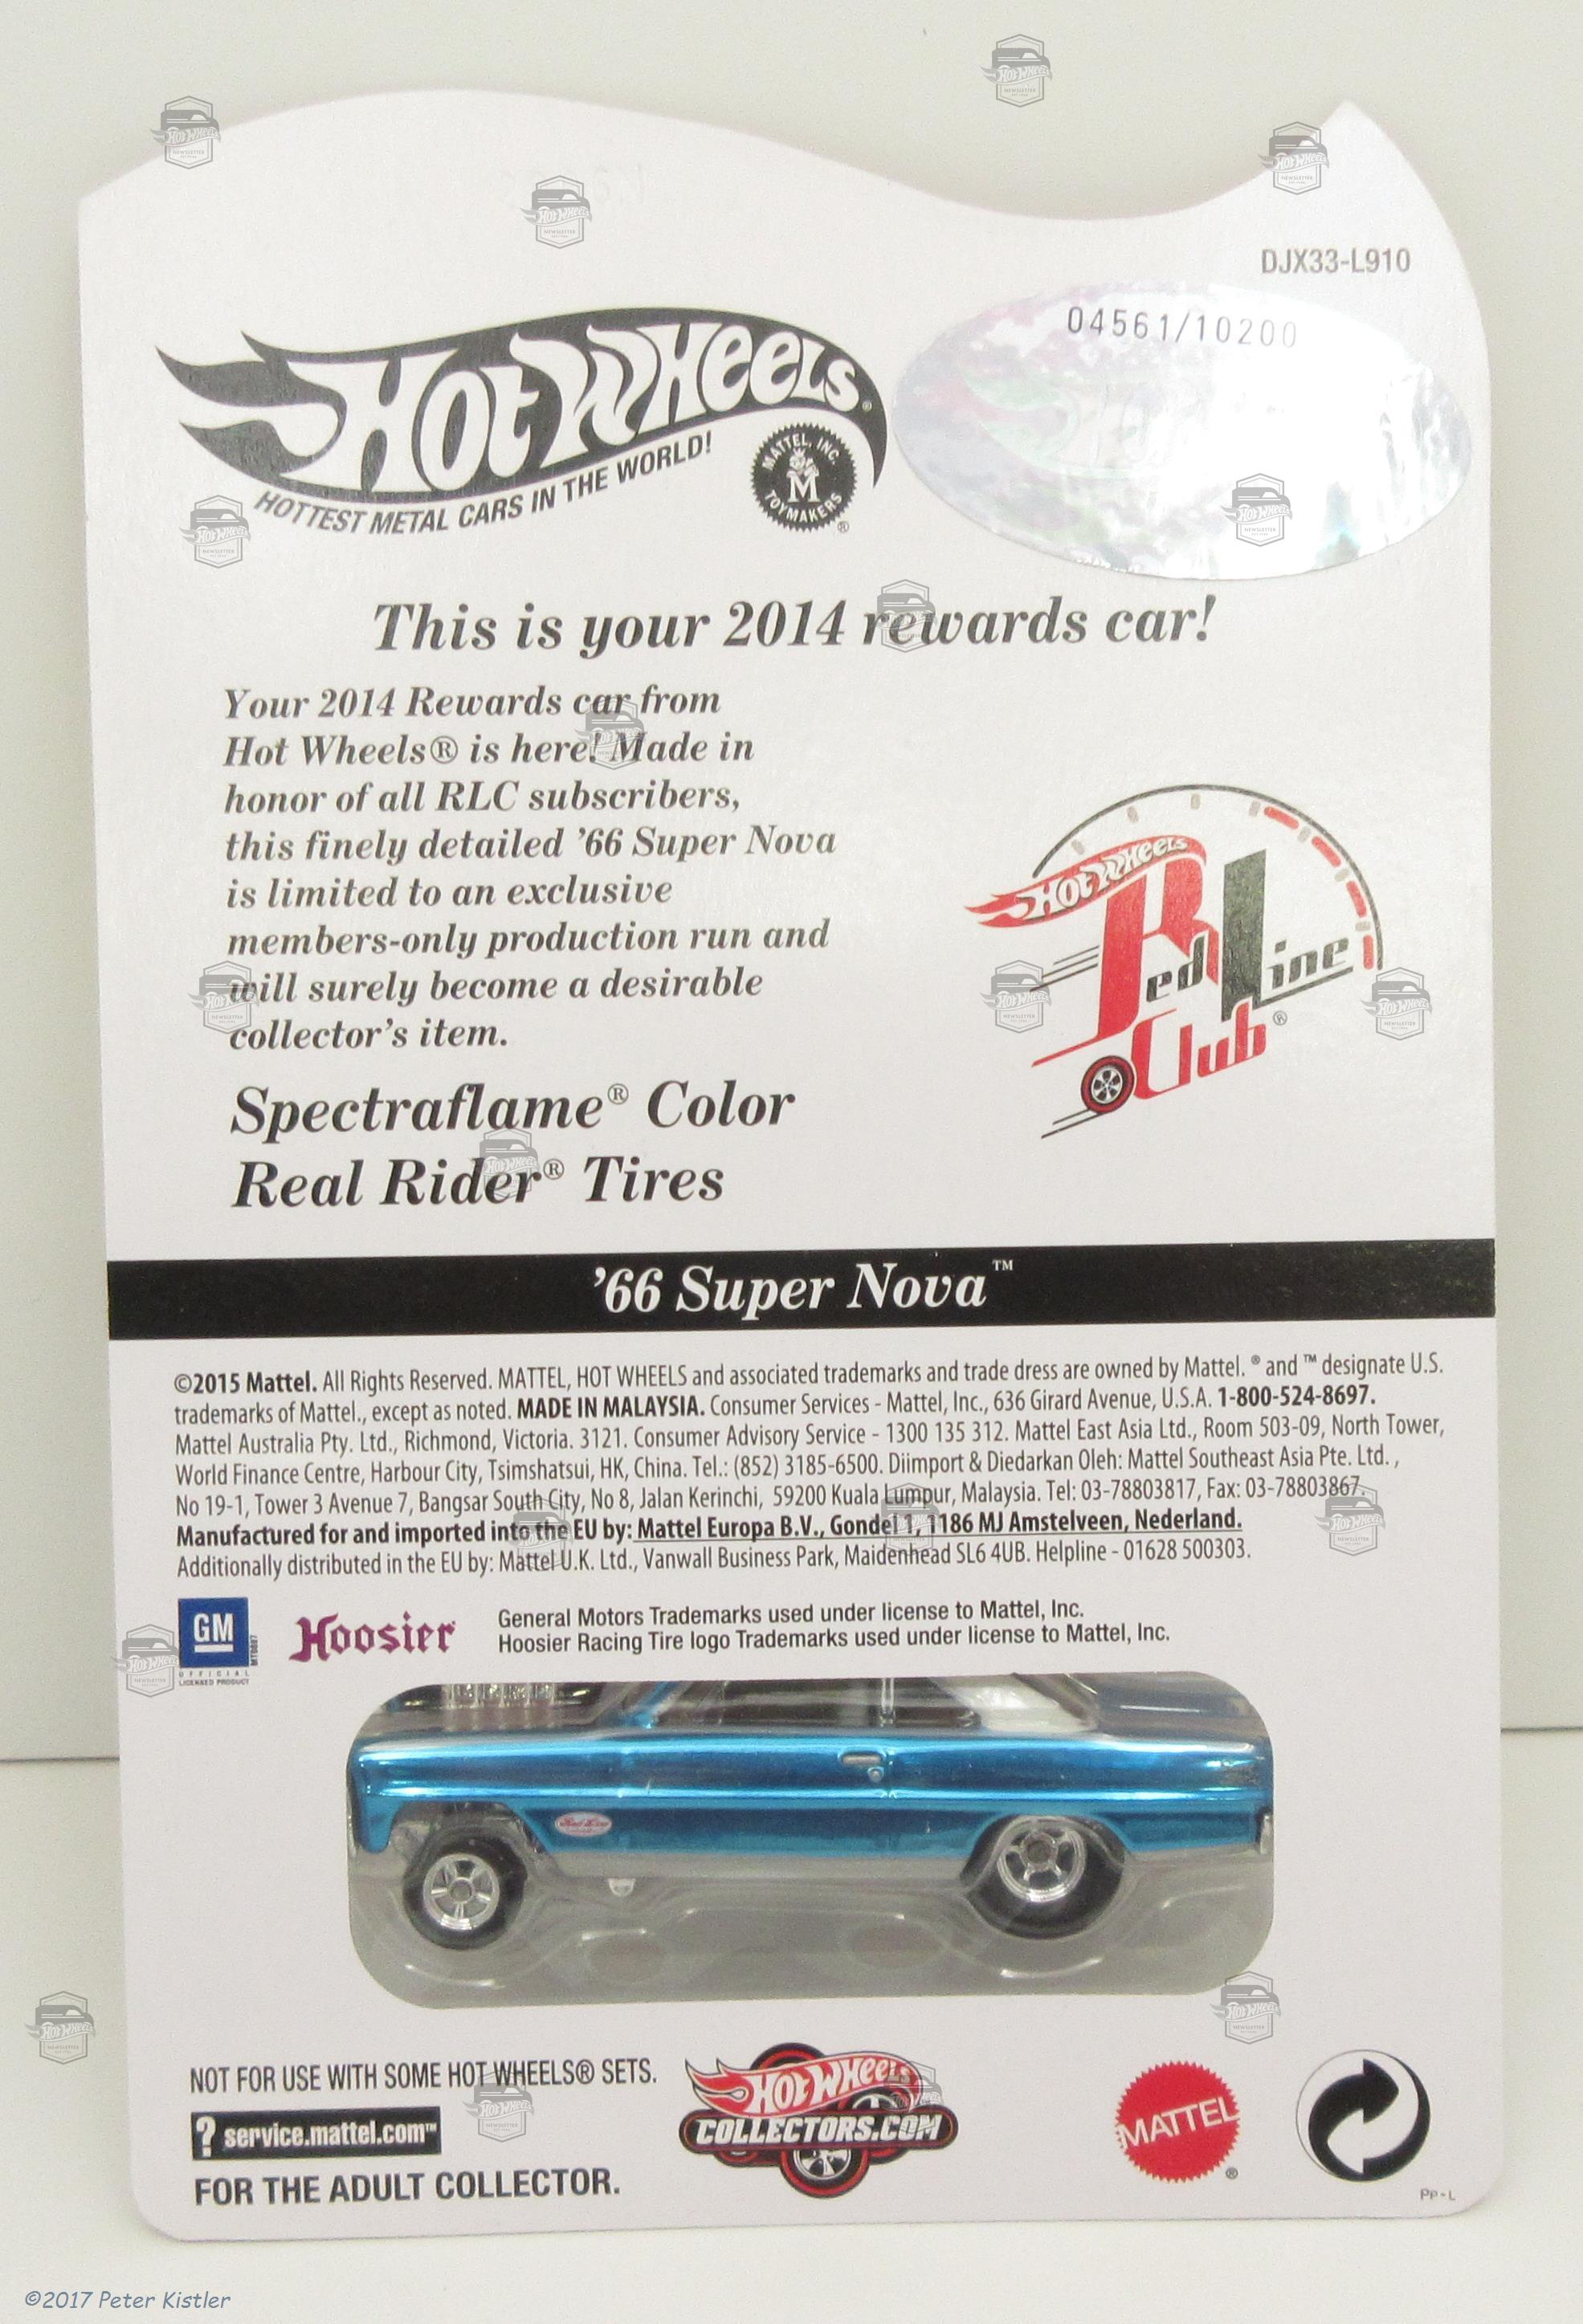 DJX33-L910
04561/10200
HOT WHEELS®
HOTTEST METAL CARS IN THE WORLD!
MATTEL, INC.
M
TOYMAKERS
®
This is your 2014 rewards car!
Your 2014 Rewards car from
Hot Wheels® is here! Made in
honor of all RLC subscribers,
this finely detailed ’66 Super Nova
is limited to an exclusive
members-only production run and
will surely become a desirable
collector’s item.
Hot Wheels
Red Line
Club®
Spectraflame® Color
Real Rider® Tires
’66 Super Nova™
©2015 Mattel. All Rights Reserved. MATTEL, HOT WHEELS and associated trademarks and trade dress are owned by Mattel. ® and ™ designate U.S.
trademarks of Mattel., except as noted. MADE IN MALAYSIA. Consumer Services - Mattel, Inc., 636 Girard Avenue, U.S.A. 1-800-524-8697.
Mattel Australia Pty. Ltd., Richmond, Victoria. 3121. Consumer Advisory Service - 1300 135 312. Mattel East Asia Ltd., Room 503-09, North Tower,
World Finance Centre, Harbour City, Tsimshatsui, HK, China. Tel.: (852) 3185-6500. Diimport & Diedarkan Oleh: Mattel Southeast Asia Pte. Ltd. ,
No 19-1, Tower 3 Avenue 7, Bangsar South City, No 8, Jalan Kerinchi, 59200 Kuala Lumpur, Malaysia. Tel: 03-78803817, Fax: 03-78803867.
Manufactured for and imported into the EU by: Mattel Europa B.V., Gondel 1, 1186 MJ Amstelveen, Nederland.
Additionally distributed in the EU by: Mattel U.K. Ltd., Vanwall Business Park, Maidenhead SL6 4UB. Helpline - 01628 500303.
GM
OFFICIAL
LICENSED PRODUCT
Hoosier
General Motors Trademarks used under license to Mattel, Inc.
Hoosier Racing Tire logo Trademarks used under license to Mattel, Inc.
NOT FOR USE WITH SOME HOT WHEELS® SETS.
? service.mattel.com™
FOR THE ADULT COLLECTOR.
HOT WHEELS
COLLECTORS.COM
MATTEL
®
PP-L
©2017 Peter Kistler